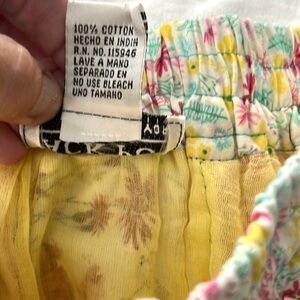 100% COTTON
HECHO EN INDIA
R.N. NO. 115946
LAVE A MANO
SEPARADO EN
NO USE BLEACH
UNO TAMAÑO